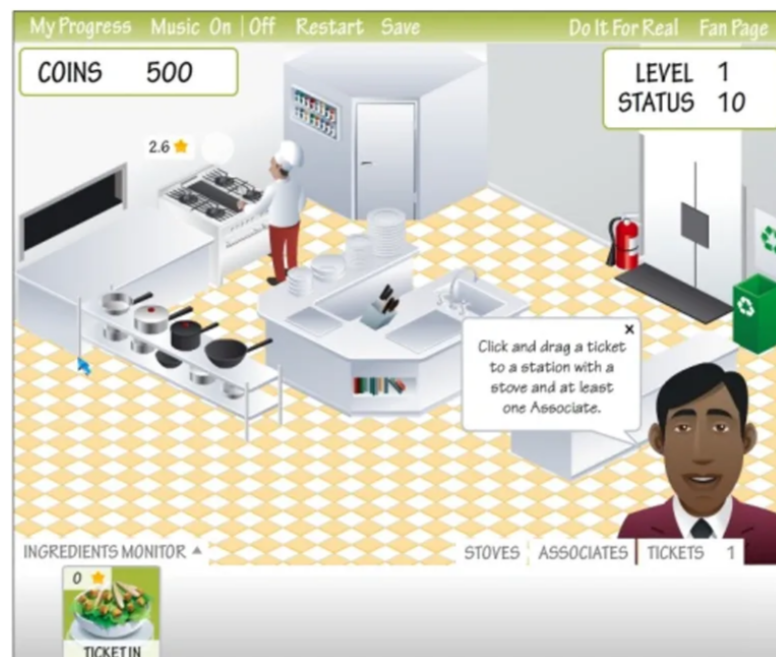 My Progress Music On | Off Restart Save Do It For Real Fan Page
COINS 500
LEVEL 1
STATUS 10
2.6
Click and drag a ticket
to a station with a
stove and at least
one Associate.
INGREDIENTS MONITOR STOVES ASSOCIATES TICKETS 1
0
TICKET IN